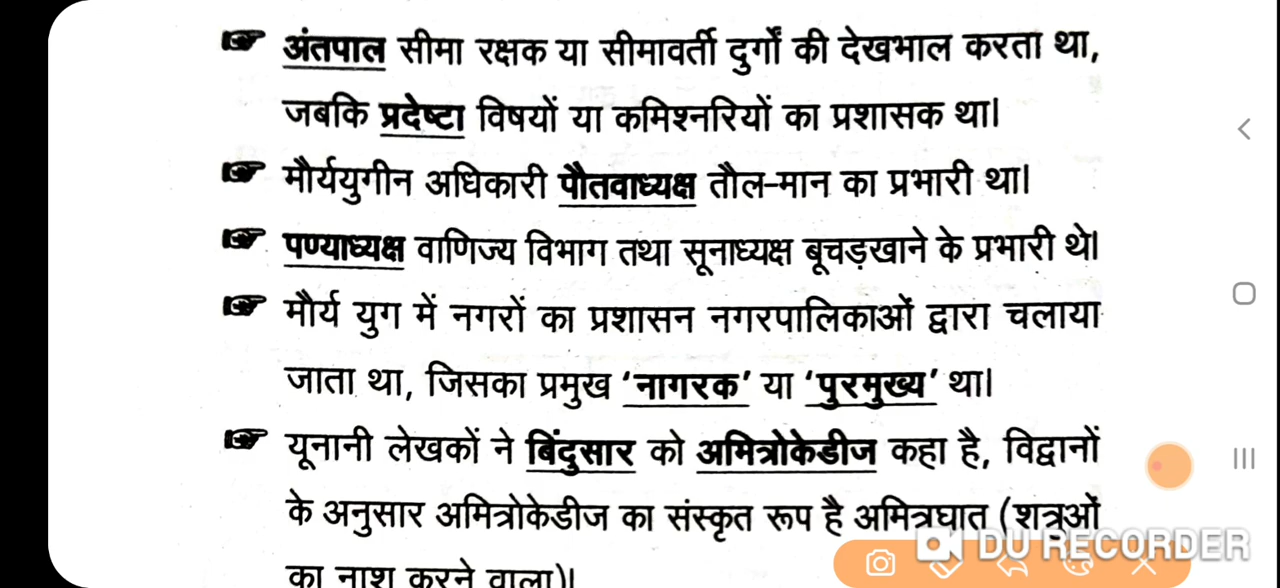 अंतपाल सीमा रक्षक या सीमावर्ती दुर्गों की देखभाल करता था,
जबकि प्रदेष्टा विषयों या कमिश्नरियों का प्रशासक था।
मौर्ययुगीन अधिकारी पौतवाध्यक्ष तौल-मान का प्रभारी था।
पण्याध्यक्ष वाणिज्य विभाग तथा सूनाध्यक्ष बूचड़खाने के प्रभारी थे।
मौर्य युग में नगरों का प्रशासन नगरपालिकाओं द्वारा चलाया
जाता था, जिसका प्रमुख ‘नागरक’ या ‘पुरमुख्य’ था।
यूनानी लेखकों ने बिंदुसार को अमित्रोकेडीज कहा है, विद्वानों
के अनुसार अमित्रोकेडीज का संस्कृत रूप है अमित्रघात (शत्रुओं
का नाश करने वाला)।
DU RECORDER